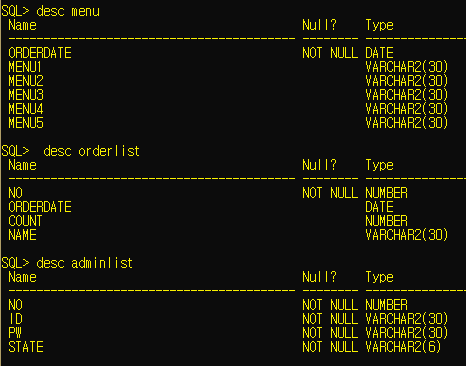 SQL> desc menu
Name Null? Type
----------------------------------------- -------- ----------------------------
ORDERDATE NOT NULL DATE
MENU1 VARCHAR2(30)
MENU2 VARCHAR2(30)
MENU3 VARCHAR2(30)
MENU4 VARCHAR2(30)
MENU5 VARCHAR2(30)
SQL> desc orderlist
Name Null? Type
----------------------------------------- -------- ----------------------------
NO NOT NULL NUMBER
ORDERDATE DATE
COUNT NUMBER
NAME VARCHAR2(30)
SQL> desc adminlist
Name Null? Type
----------------------------------------- -------- ----------------------------
NO NOT NULL NUMBER
ID NOT NULL VARCHAR2(30)
PW NOT NULL VARCHAR2(30)
STATE NOT NULL VARCHAR2(6)